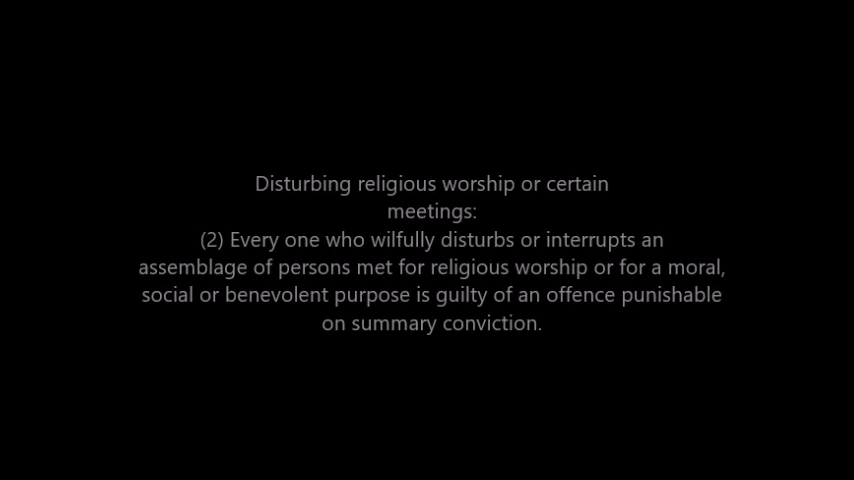 Disturbing religious worship or certain
meetings:
(2) Every one who wilfully disturbs or interrupts an
assemblage of persons met for religious worship or for a moral,
social or benevolent purpose is guilty of an offence punishable
on summary conviction.